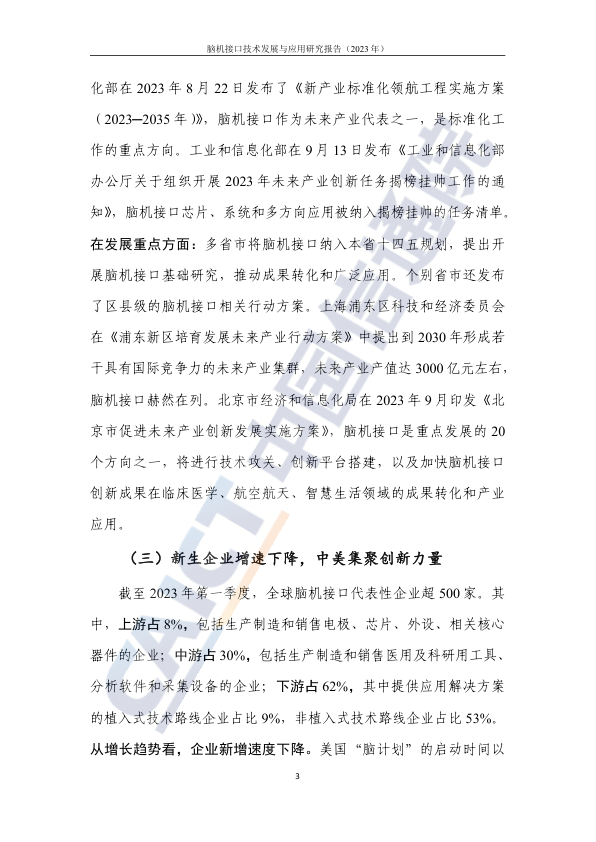 脑机接口技术发展与应用研究报告（2023 年）
化部在 2023 年 8 月 22 日发布了《新产业标准化领航工程实施方案
（2023─2035 年）》，脑机接口作为未来产业代表之一，是标准化工
作的重点方向。工业和信息化部在 9 月 13 日发布《工业和信息化部
办公厅关于组织开展 2023 年未来产业创新任务揭榜挂帅工作的通
知》，脑机接口芯片、系统和多方向应用被纳入揭榜挂帅的任务清单。
在发展重点方面：多省市将脑机接口纳入本省十四五规划，提出开
展脑机接口基础研究，推动成果转化和广泛应用。个别省市还发布
了区县级的脑机接口相关行动方案。上海浦东区科技和经济委员会
在《浦东新区培育发展未来产业行动方案》中提出到 2030 年形成若
干具有国际竞争力的未来产业集群，未来产业产值达 3000 亿元左右，
脑机接口赫然在列。北京市经济和信息化局在 2023 年 9 月印发《北
京市促进未来产业创新发展实施方案》，脑机接口是重点发展的 20
个方向之一，将进行技术攻关、创新平台搭建，以及加快脑机接口
创新成果在临床医学、航空航天、智慧生活领域的成果转化和产业
应用。
（三）新生企业增速下降，中美集聚创新力量
截至 2023 年第一季度，全球脑机接口代表性企业超 500 家。其
中，上游占 8%，包括生产制造和销售电极、芯片、外设、相关核心
器件的企业；中游占 30%，包括生产制造和销售医用及科研用工具、
分析软件和采集设备的企业；下游占 62%，其中提供应用解决方案
的植入式技术路线企业占比 9%，非植入式技术路线企业占比 53%。
从增长趋势看，企业新增速度下降。美国“脑计划”的启动时间以
3
CAICT 中国信通院